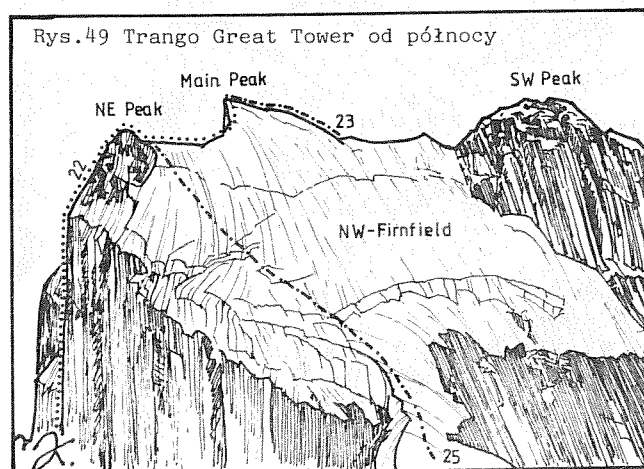 Rys.49 Trango Great Tower od północy
Main Peak
SW Peak
NE Peak
23
22
NW-Firnfield
25